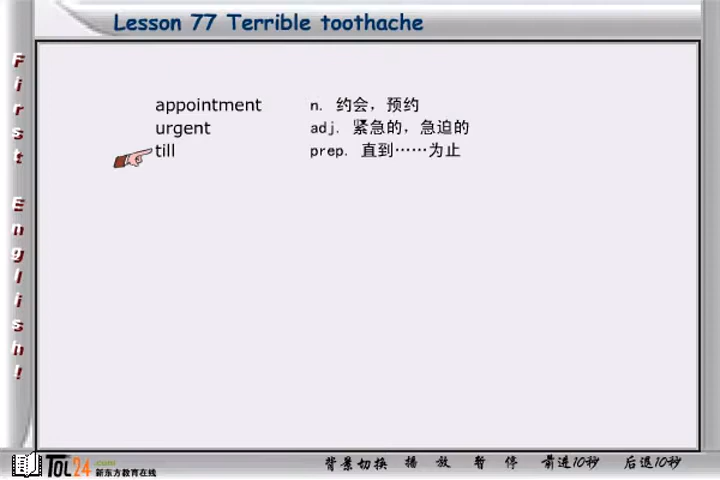 Lesson 77 Terrible toothache
First English!
appointment n. 约会，预约
urgent adj. 紧急的，急迫的
till prep. 直到……为止
TOL24.com 新东方教育在线
背景切换 播放 暂停 前进10秒 后退10秒